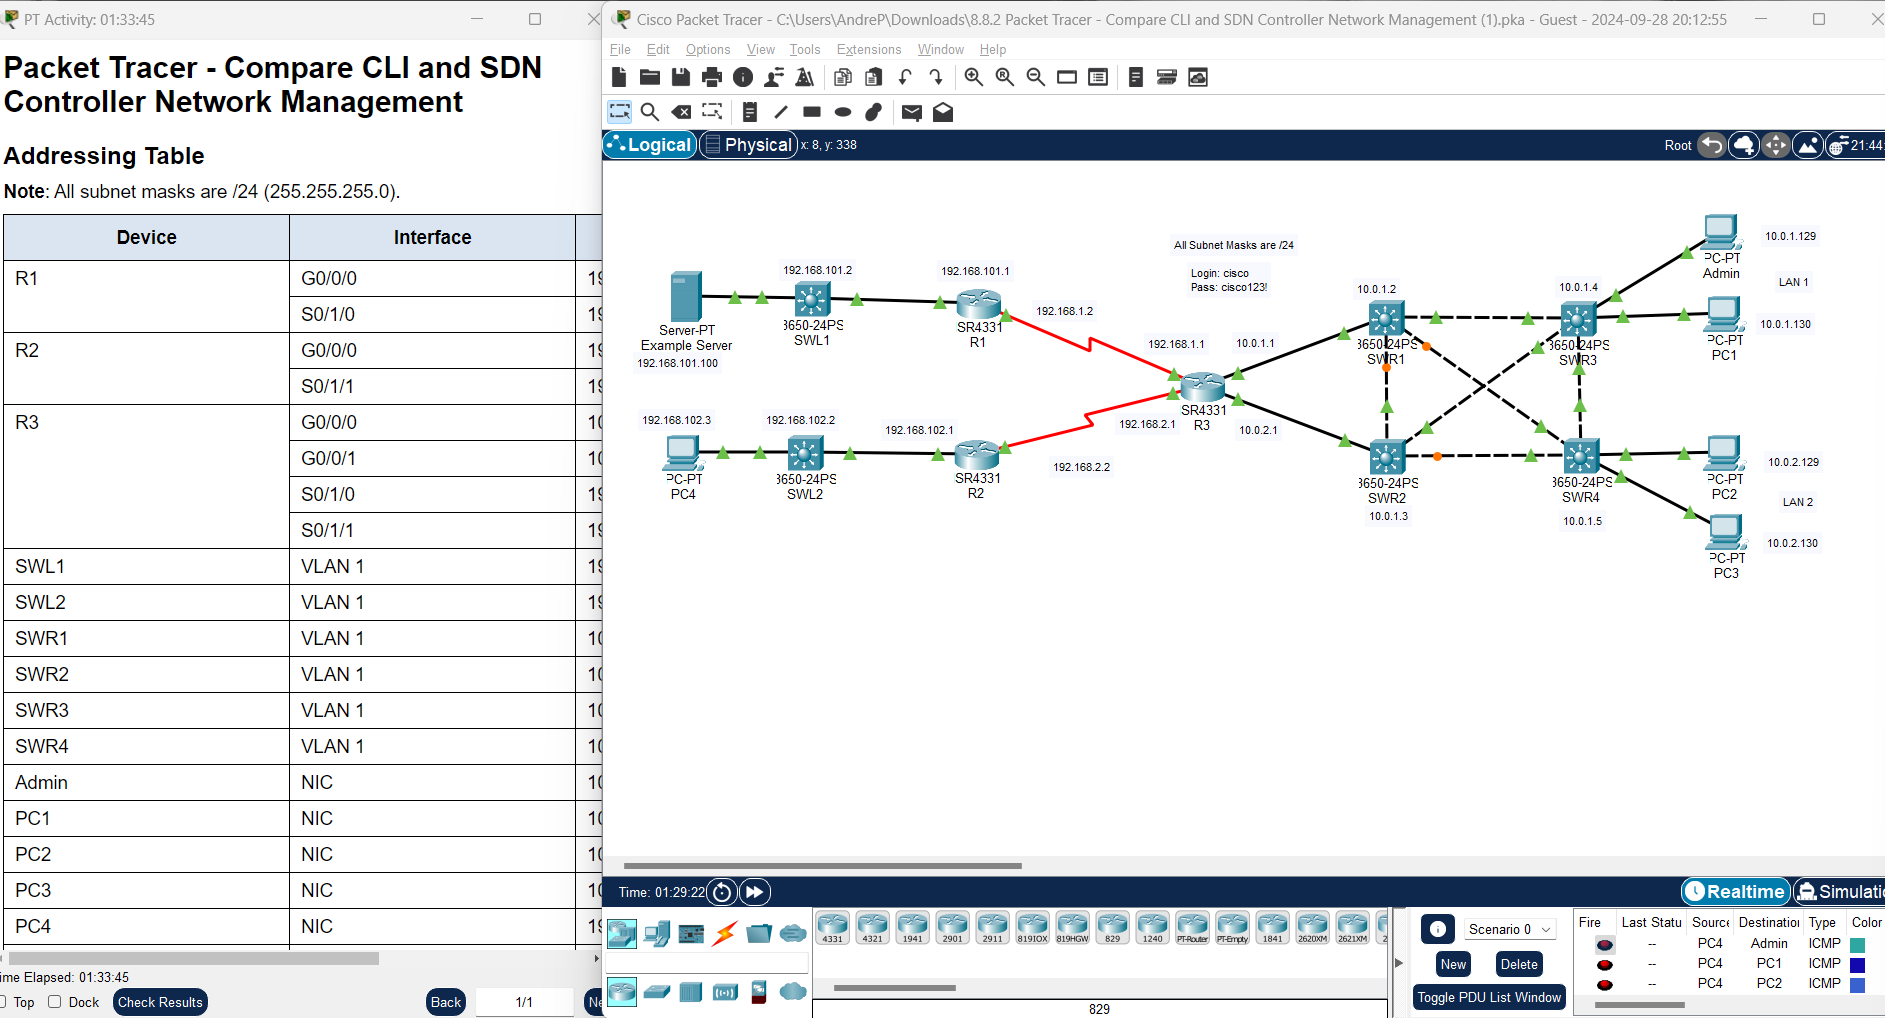 PT Activity: 01:33:45
Packet Tracer - Compare CLI and SDN
Controller Network Management
Addressing Table
Note: All subnet masks are /24 (255.255.255.0).
Device Interface
R1 G0/0/0 19
S0/1/0 19
R2 G0/0/0 19
S0/1/1 19
R3 G0/0/0 10
G0/0/1 10
S0/1/0 19
S0/1/1 19
SWL1 VLAN 1 19
SWL2 VLAN 1 19
SWR1 VLAN 1 10
SWR2 VLAN 1 10
SWR3 VLAN 1 10
SWR4 VLAN 1 10
Admin NIC 10
PC1 NIC 10
PC2 NIC 10
PC3 NIC 10
PC4 NIC 19
ime Elapsed: 01:33:45
Top Dock Check Results Back 1/1 Ne
Cisco Packet Tracer - C:\Users\AndreP\Downloads\8.8.2 Packet Tracer - Compare CLI and SDN Controller Network Management (1).pka - Guest - 2024-09-28 20:12:55
File Edit Options View Tools Extensions Window Help
Logical Physical x: 8, y: 338 Root 21:44:
All Subnet Masks are /24
Login: cisco
Pass: cisco123!
Server-PT
Example Server
192.168.101.100
192.168.101.2
3650-24PS
SWL1
192.168.101.1
SR4331
R1
192.168.1.2
192.168.1.1
10.0.1.1
SR4331
R3
192.168.2.1
10.0.2.1
192.168.102.3
PC-PT
PC4
192.168.102.2
3650-24PS
SWL2
192.168.102.1
SR4331
R2
192.168.2.2
10.0.1.2
3650-24PS
SWR1
10.0.1.4
3650-24PS
SWR3
3650-24PS
SWR2
10.0.1.3
3650-24PS
SWR4
10.0.1.5
10.0.1.129
PC-PT
Admin
LAN 1
10.0.1.130
PC-PT
PC1
10.0.2.129
PC-PT
PC2
LAN 2
10.0.2.130
PC-PT
PC3
Time: 01:29:22 Realtime Simulatio
4331 4321 1941 2901 2911 819IOX 819HGW 829 1240 PT-Router PT-Empty 1841 2620XM 2621XM 2
829
Scenario 0
New Delete
Toggle PDU List Window
Fire Last Statu Source Destination Type Color
-- PC4 Admin ICMP
-- PC4 PC1 ICMP
-- PC4 PC2 ICMP